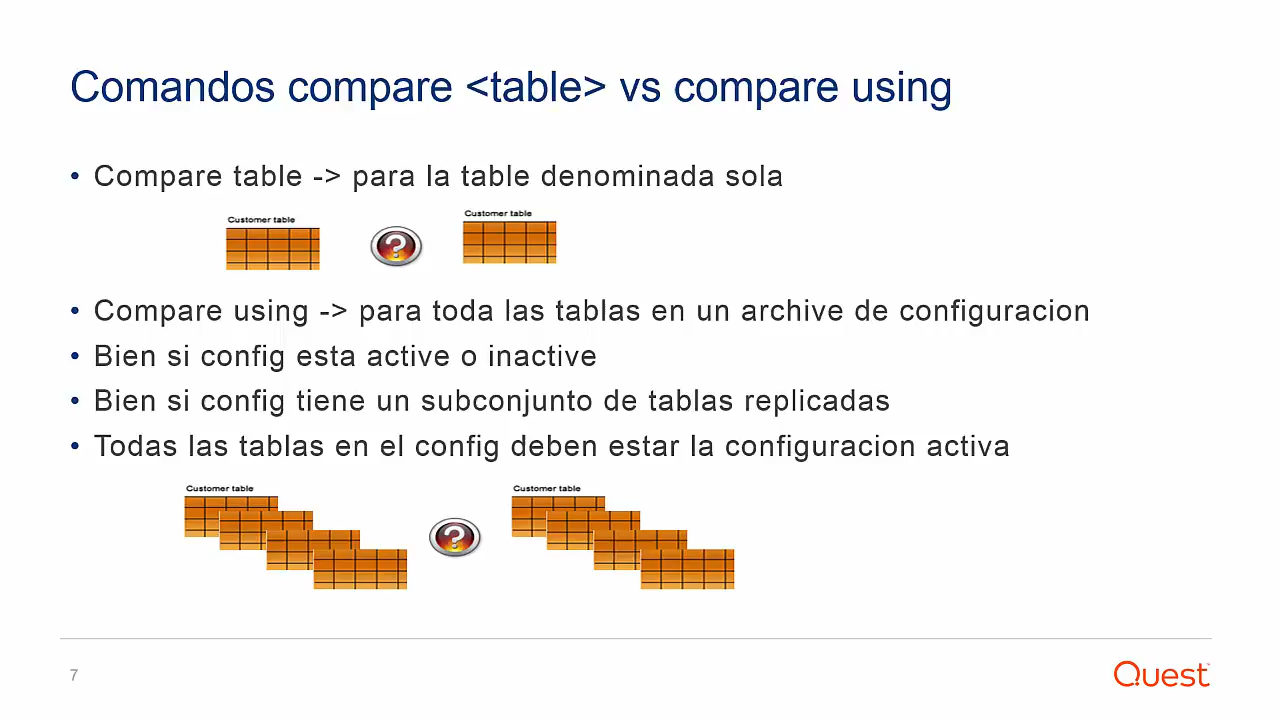 Comandos compare <table> vs compare using
• Compare table -> para la table denominada sola
Customer table
Customer table
• Compare using -> para toda las tablas en un archive de configuracion
• Bien si config esta active o inactive
• Bien si config tiene un subconjunto de tablas replicadas
• Todas las tablas en el config deben estar la configuracion activa
Customer table
Customer table
7
Quest